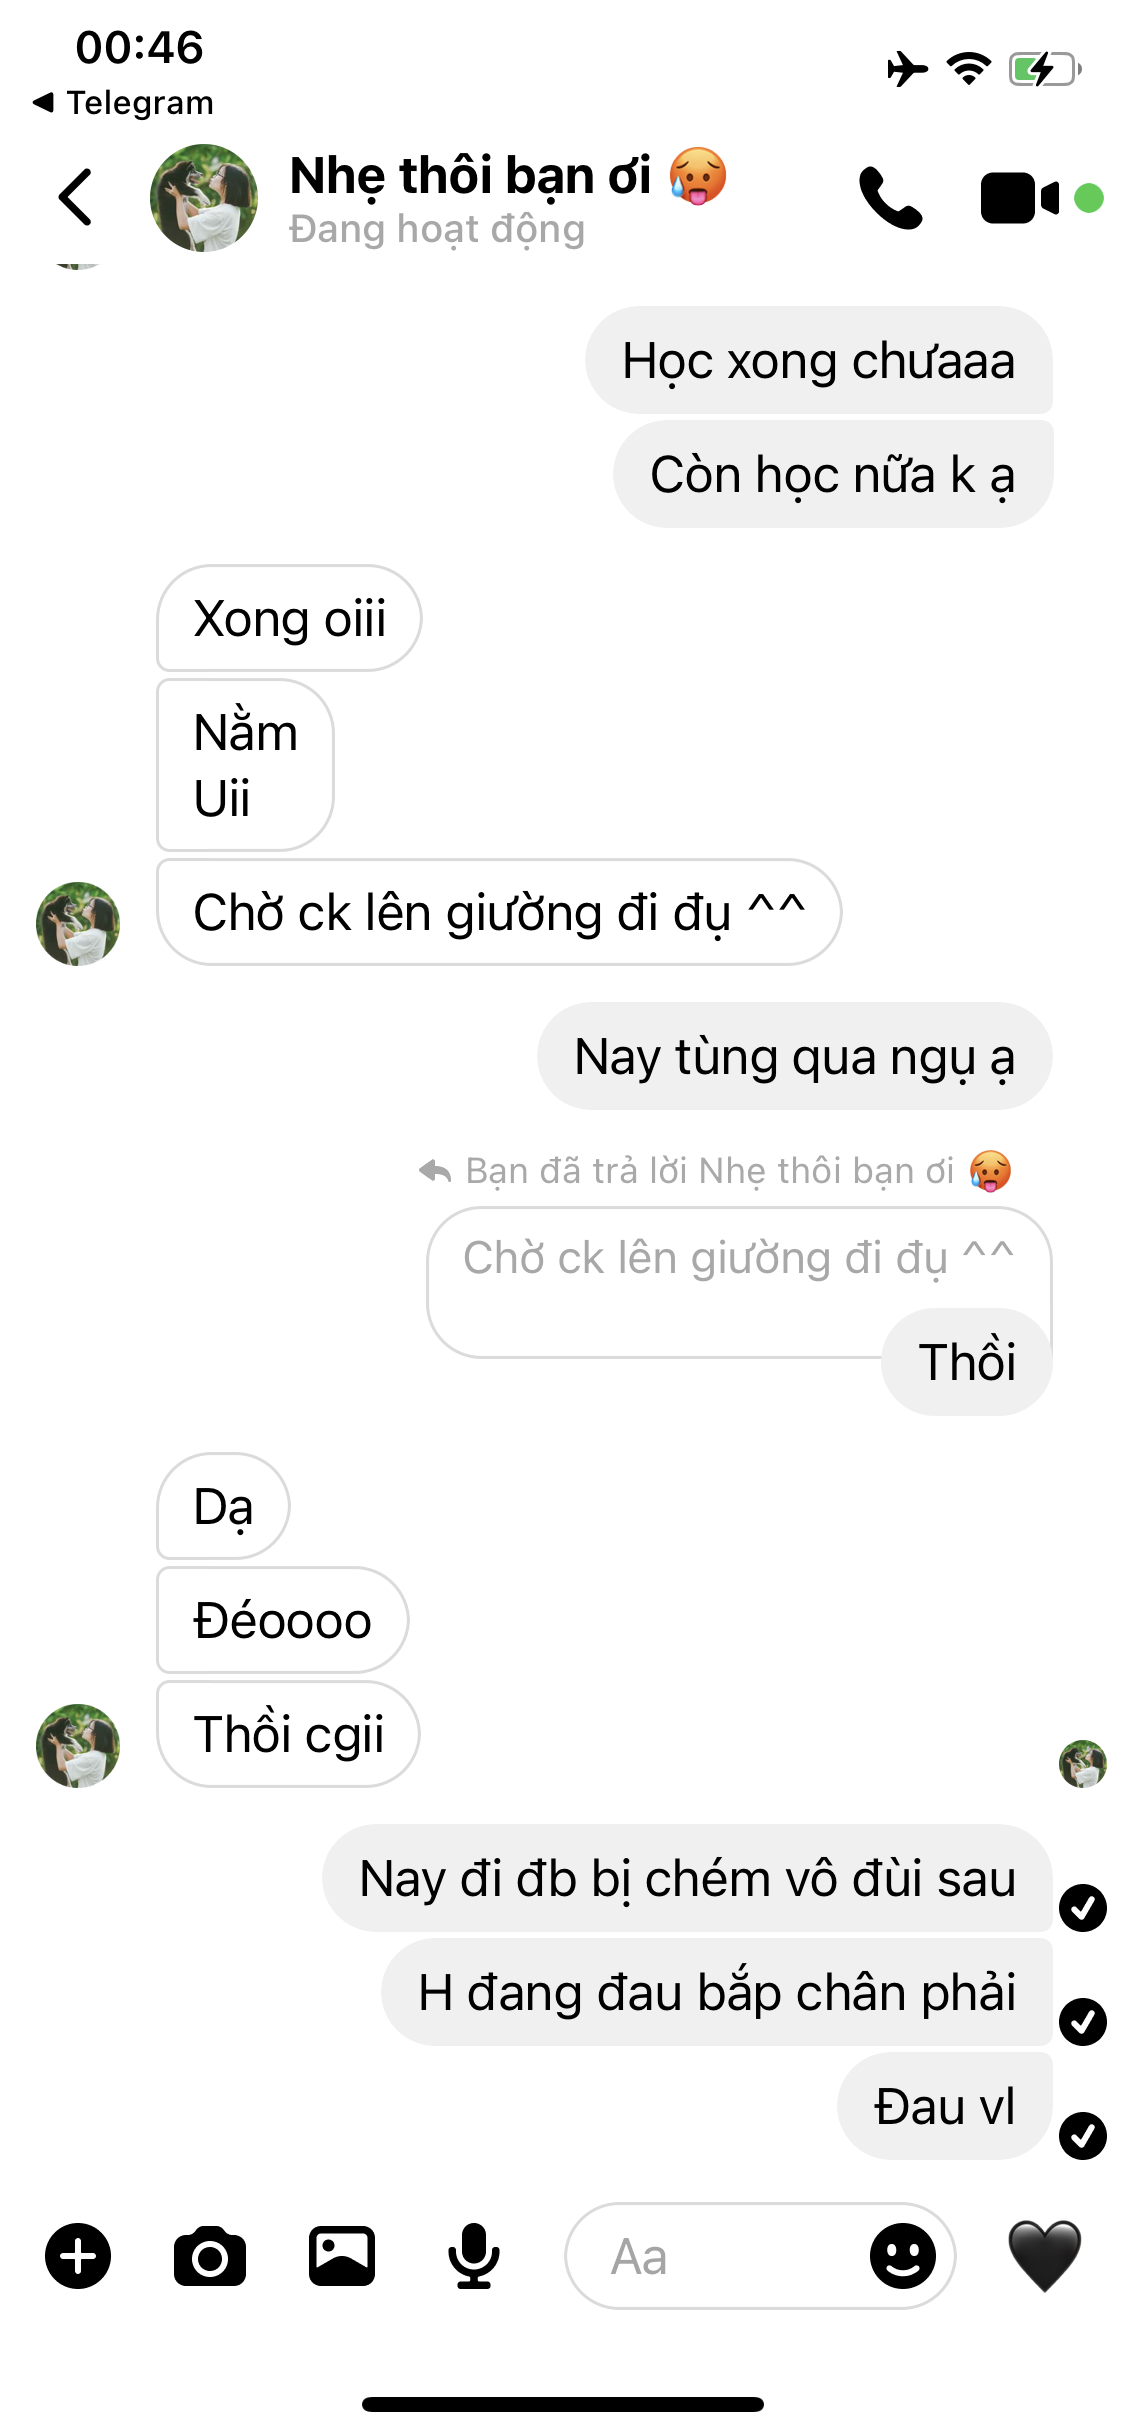 00:46
Telegram
Nhẹ thôi bạn ơi 🥵
Đang hoạt động
Học xong chưaaa
Còn học nữa k ạ
Xong oiii
Nằm
Uii
Chờ ck lên giường đi đụ ^^
Nay tùng qua ngụ ạ
Bạn đã trả lời Nhẹ thôi bạn ơi 🥵
Chờ ck lên giường đi đụ ^^
Thồi
Dạ
Đéoooo
Thồi cgii
Nay đi đb bị chém vô đùi sau
H đang đau bắp chân phải
Đau vl
Aa